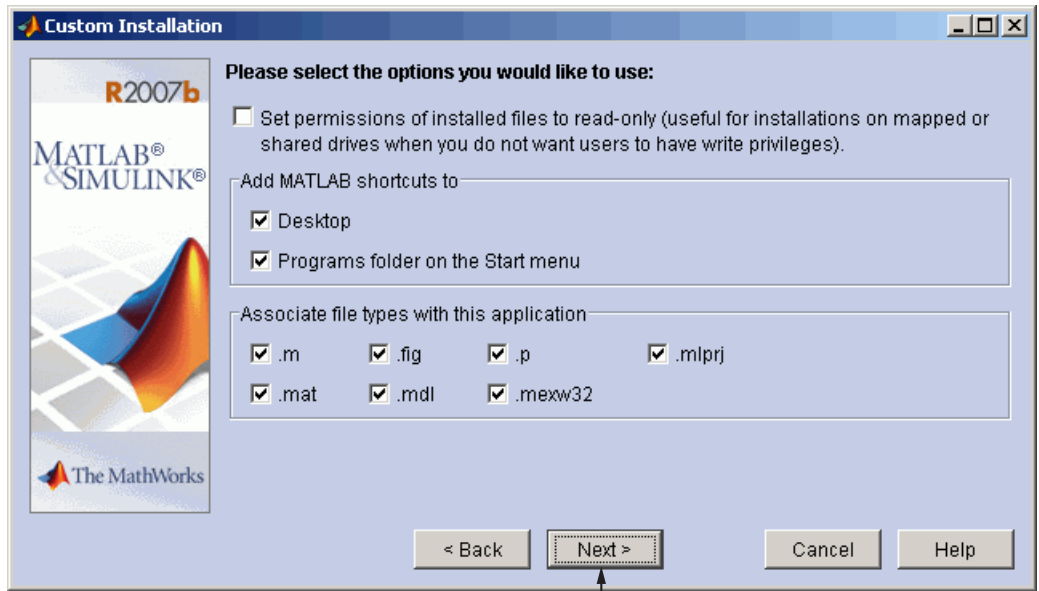 Custom Installation
R2007b
MATLAB®
&SIMULINK®
The MathWorks
Please select the options you would like to use:
Set permissions of installed files to read-only (useful for installations on mapped or
shared drives when you do not want users to have write privileges).
Add MATLAB shortcuts to
Desktop
Programs folder on the Start menu
Associate file types with this application
.m .fig .p .mlprj
.mat .mdl .mexw32
< Back Next > Cancel Help